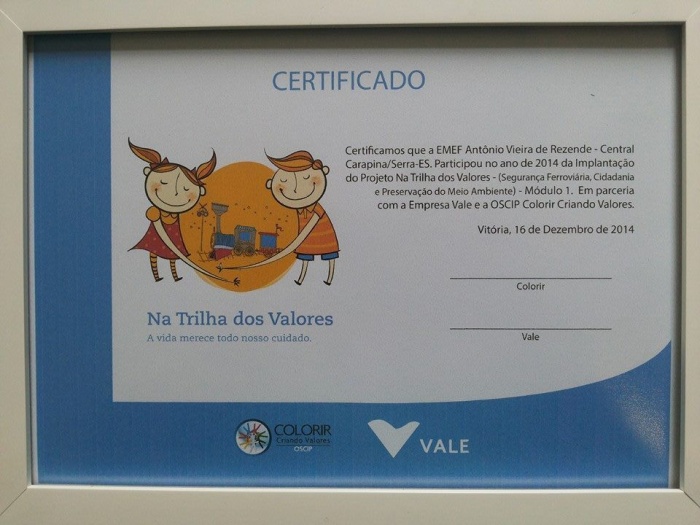 CERTIFICADO
Certificamos que a EMEF Antônio Vieira de Rezende - Central
Carapina/Serra-ES. Participou no ano de 2014 da Implantação
do Projeto Na Trilha dos Valores - (Segurança Ferroviária, Cidadania
e Preservação do Meio Ambiente) - Módulo 1. Em parceria
com a Empresa Vale e a OSCIP Colorir Criando Valores.
Vitória, 16 de Dezembro de 2014
Colorir
Vale
Na Trilha dos Valores
A vida merece todo nosso cuidado.
COLORIR
Criando Valores
OSCIP
VALE